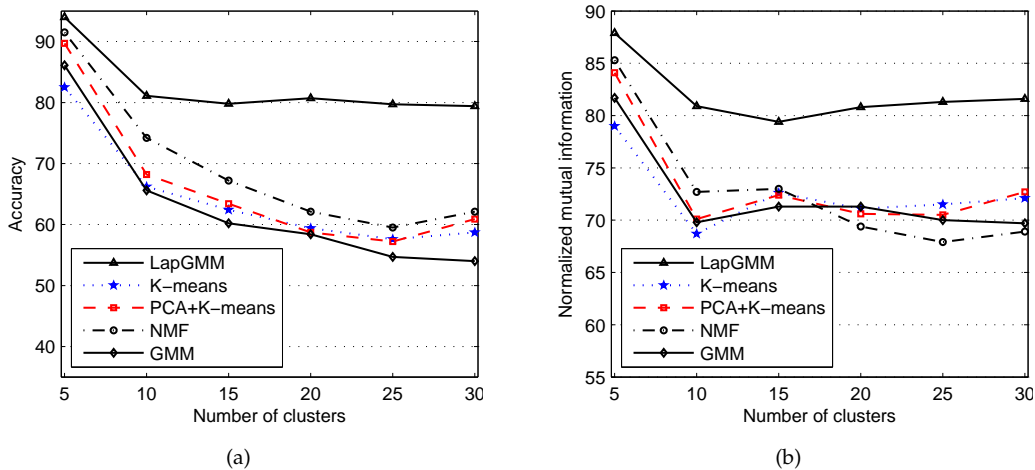 90
80
70
60
50
40
Accuracy
LapGMM
K−means
PCA+K−means
NMF
GMM
5 10 15 20 25 30
Number of clusters
(a)
90
85
80
75
70
65
60
55
Normalized mutual information
LapGMM
K−means
PCA+K−means
NMF
GMM
5 10 15 20 25 30
Number of clusters
(b)